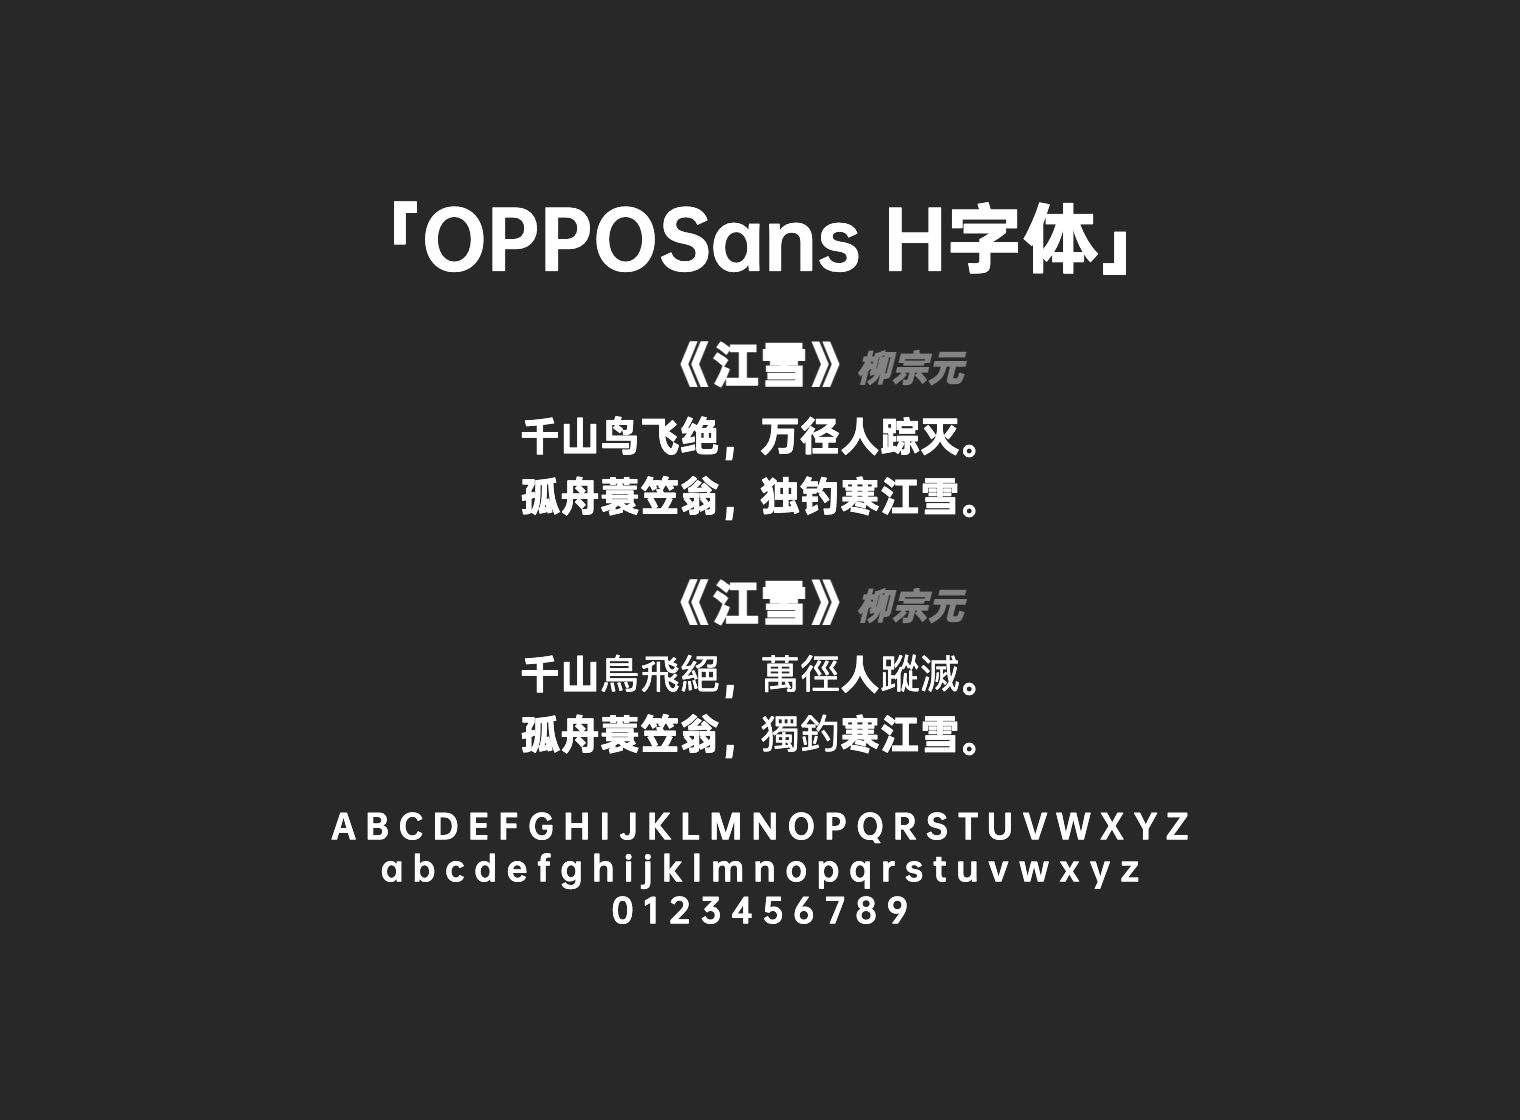 「OPPOSans H字体」
《江雪》柳宗元
千山鸟飞绝，万径人踪灭。
孤舟蓑笠翁，独钓寒江雪。
《江雪》柳宗元
千山鳥飛絕，萬徑人蹤滅。
孤舟蓑笠翁，獨釣寒江雪。
A B C D E F G H I J K L M N O P Q R S T U V W X Y Z
a b c d e f g h i j k l m n o p q r s t u v w x y z
0 1 2 3 4 5 6 7 8 9